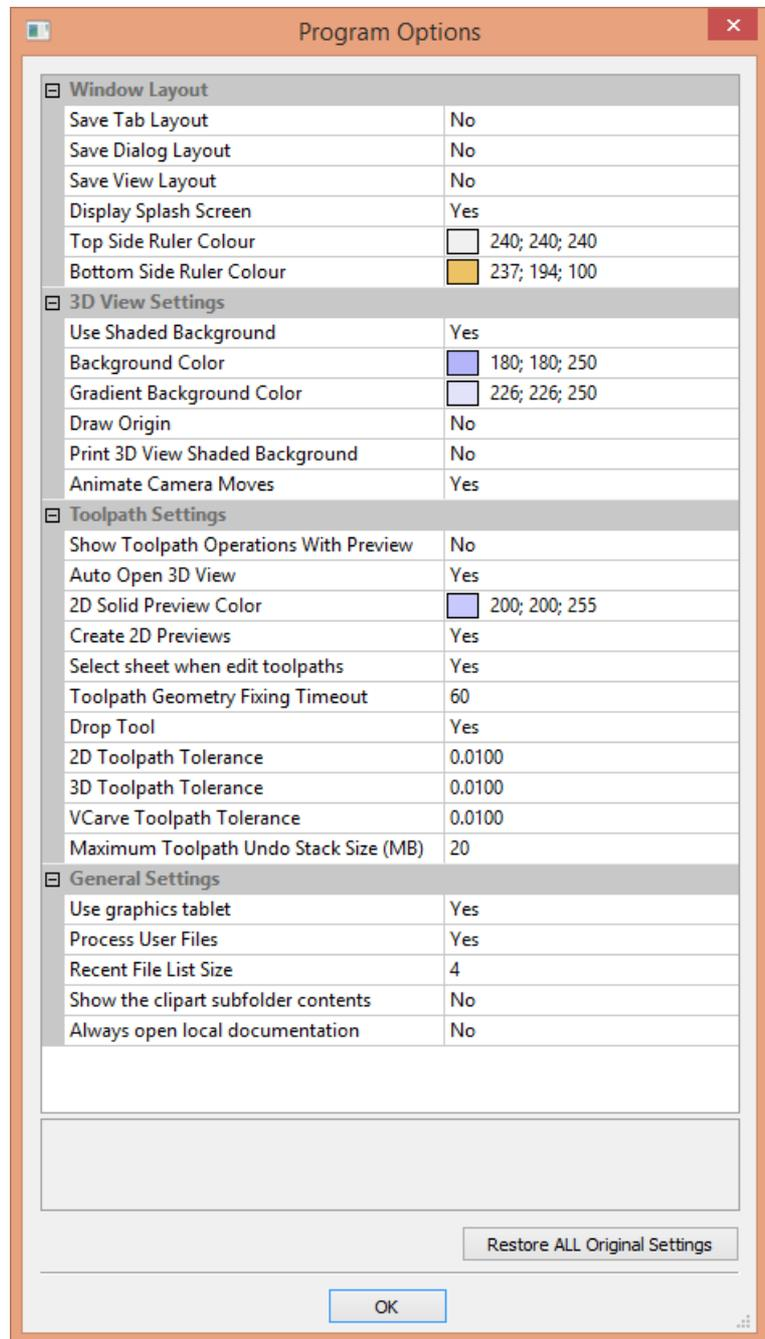 Program Options
Window Layout
Save Tab Layout No
Save Dialog Layout No
Save View Layout No
Display Splash Screen Yes
Top Side Ruler Colour 240; 240; 240
Bottom Side Ruler Colour 237; 194; 100
3D View Settings
Use Shaded Background Yes
Background Color 180; 180; 250
Gradient Background Color 226; 226; 250
Draw Origin No
Print 3D View Shaded Background No
Animate Camera Moves Yes
Toolpath Settings
Show Toolpath Operations With Preview No
Auto Open 3D View Yes
2D Solid Preview Color 200; 200; 255
Create 2D Previews Yes
Select sheet when edit toolpaths Yes
Toolpath Geometry Fixing Timeout 60
Drop Tool Yes
2D Toolpath Tolerance 0.0100
3D Toolpath Tolerance 0.0100
VCarve Toolpath Tolerance 0.0100
Maximum Toolpath Undo Stack Size (MB) 20
General Settings
Use graphics tablet Yes
Process User Files Yes
Recent File List Size 4
Show the clipart subfolder contents No
Always open local documentation No
Restore ALL Original Settings
OK